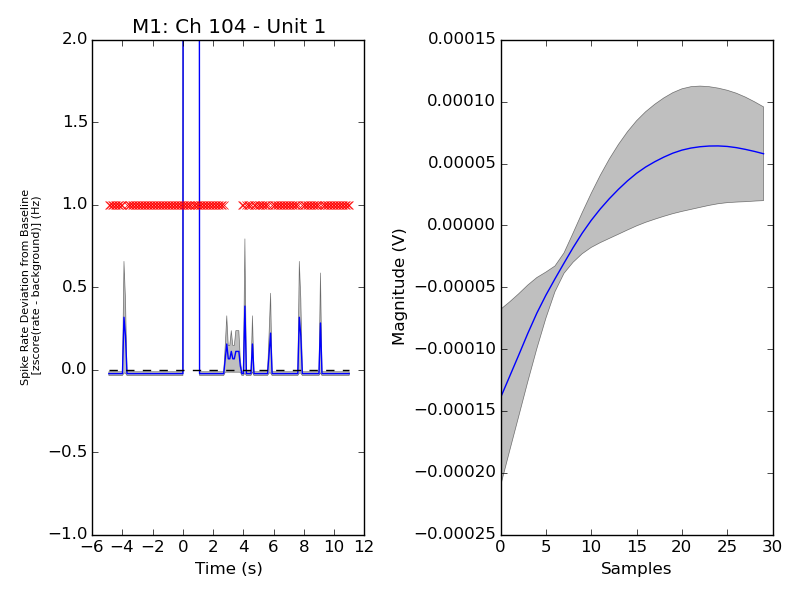 M1: Ch 104 - Unit 1
Spike Rate Deviation from Baseline
[zscore(rate - background)] (Hz)
2.0
1.5
1.0
0.5
0.0
−0.5
−1.0
−6 −4 −2 0 2 4 6 8 10 12
Time (s)
Magnitude (V)
0.00015
0.00010
0.00005
0.00000
−0.00005
−0.00010
−0.00015
−0.00020
−0.00025
0 5 10 15 20 25 30
Samples